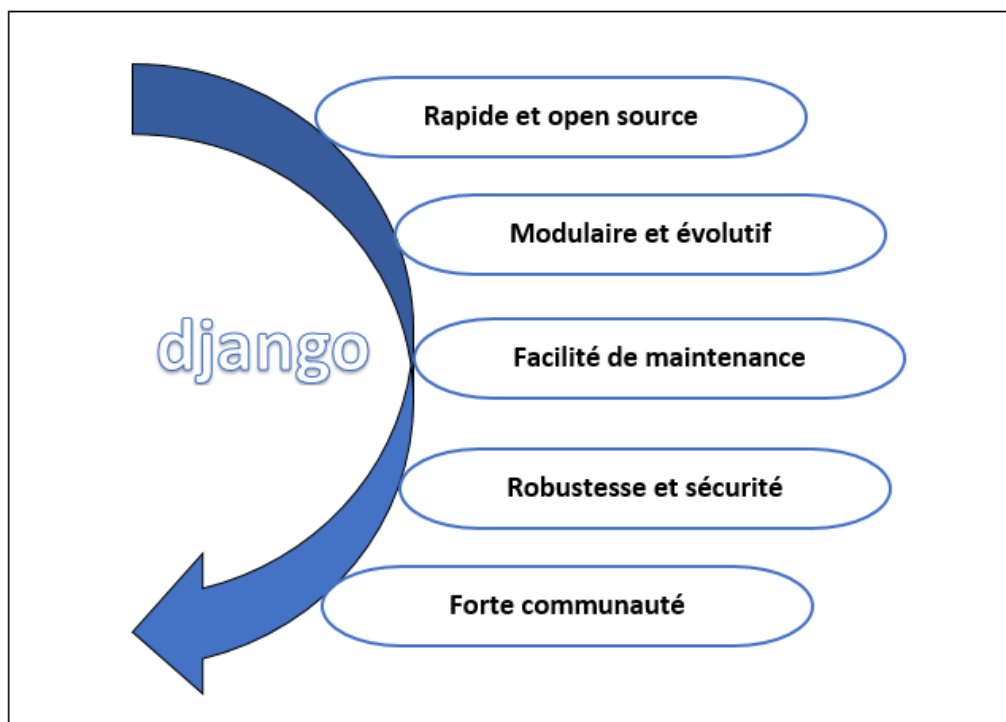 Rapide et open source
Modulaire et évolutif
django
Facilité de maintenance
Robustesse et sécurité
Forte communauté